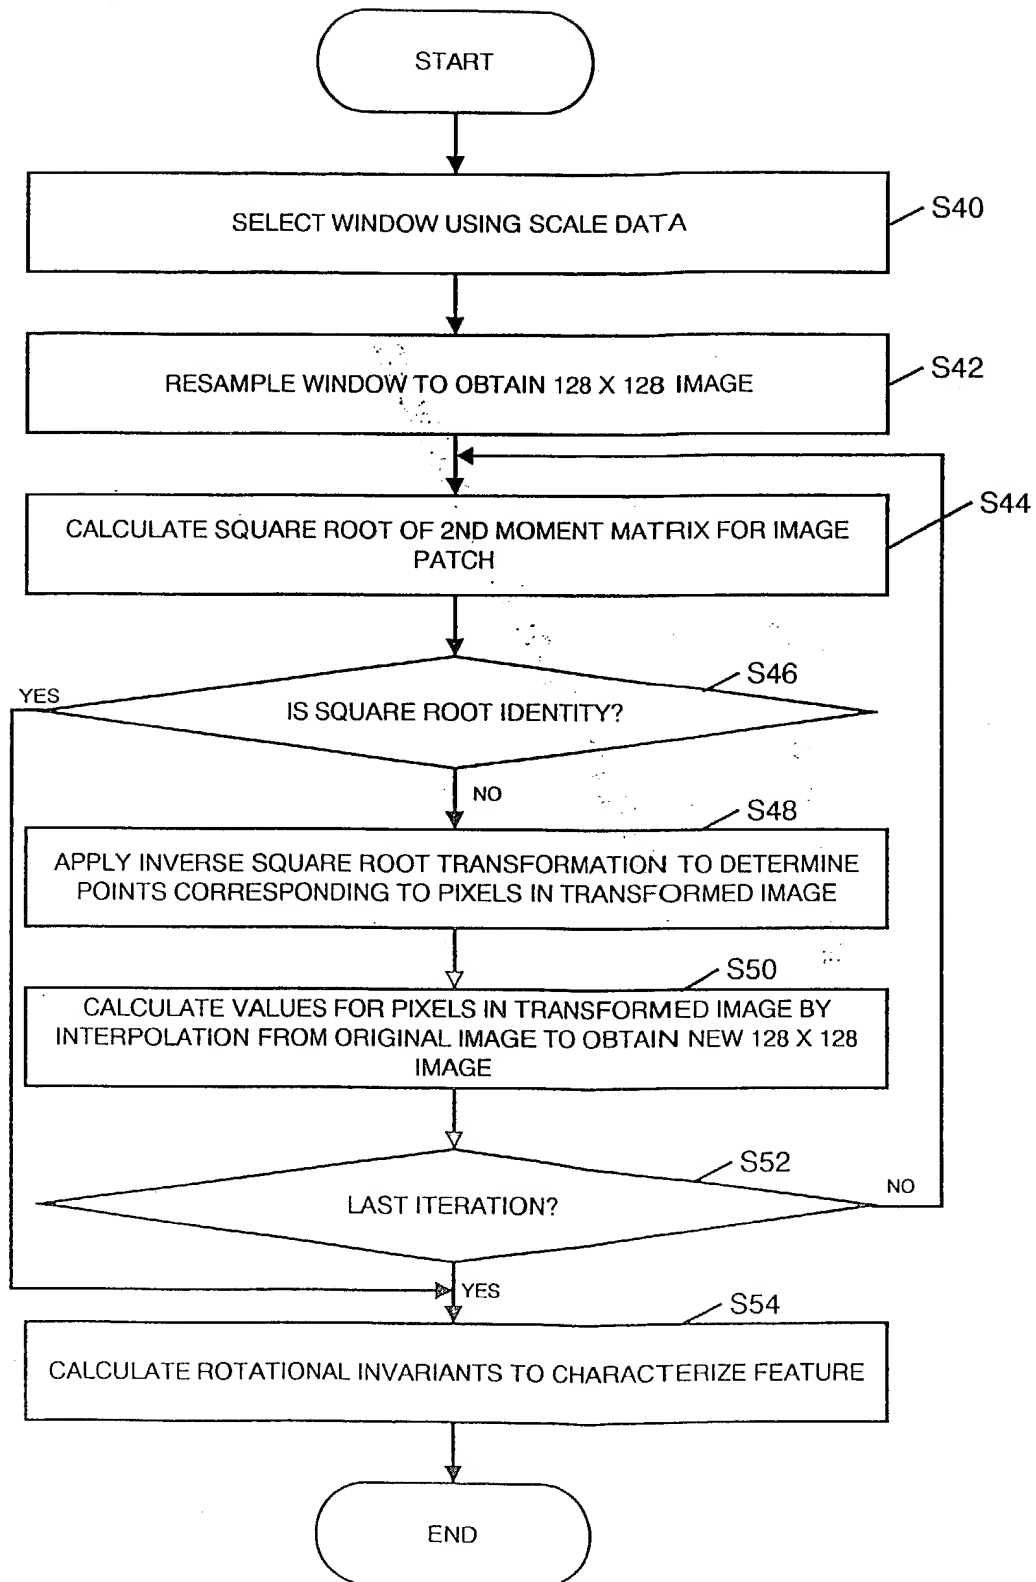 START
SELECT WINDOW USING SCALE DATA
S40
RESAMPLE WINDOW TO OBTAIN 128 X 128 IMAGE
S42
CALCULATE SQUARE ROOT OF 2ND MOMENT MATRIX FOR IMAGE
PATCH
S44
S46
YES
IS SQUARE ROOT IDENTITY?
NO
S48
APPLY INVERSE SQUARE ROOT TRANSFORMATION TO DETERMINE
POINTS CORRESPONDING TO PIXELS IN TRANSFORMED IMAGE
S50
CALCULATE VALUES FOR PIXELS IN TRANSFORMED IMAGE BY
INTERPOLATION FROM ORIGINAL IMAGE TO OBTAIN NEW 128 X 128
IMAGE
S52
LAST ITERATION?
NO
YES
S54
CALCULATE ROTATIONAL INVARIANTS TO CHARACTERIZE FEATURE
END